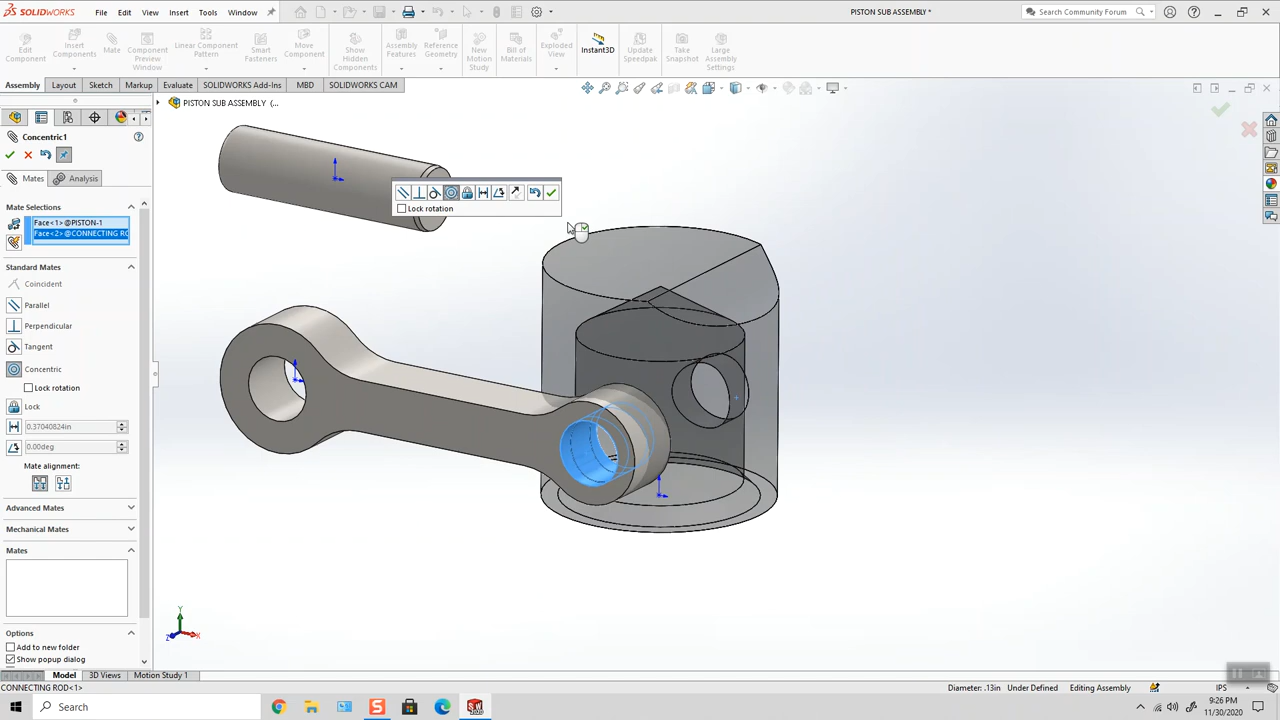 SOLIDWORKS File Edit View Insert Tools Window PISTON SUB ASSEMBLY * Search Community Forum
Edit Component Insert Components Mate Component Preview Window Linear Component Pattern Smart Fasteners Move Component Show Hidden Components Assembly Features Reference Geometry New Motion Study Bill of Materials Exploded View Instant3D Update Speedpak Take Snapshot Large Assembly Settings
Assembly Layout Sketch Markup Evaluate SOLIDWORKS Add-Ins MBD SOLIDWORKS CAM
PISTON SUB ASSEMBLY (...
Concentric1
Mates Analysis
Mate Selections
Face<1>@PISTON-1
Face<2>@CONNECTING RO
Lock rotation
Standard Mates
Coincident
Parallel
Perpendicular
Tangent
Concentric
Lock rotation
Lock
0.37040824in
0.00deg
Mate alignment:
Advanced Mates
Mechanical Mates
Mates
Options
Add to new folder
Show popup dialog
Y
X
Z
Model 3D Views Motion Study 1
CONNECTING ROD<1> Diameter: .13in Under Defined Editing Assembly IPS
Search
9:26 PM
11/30/2020